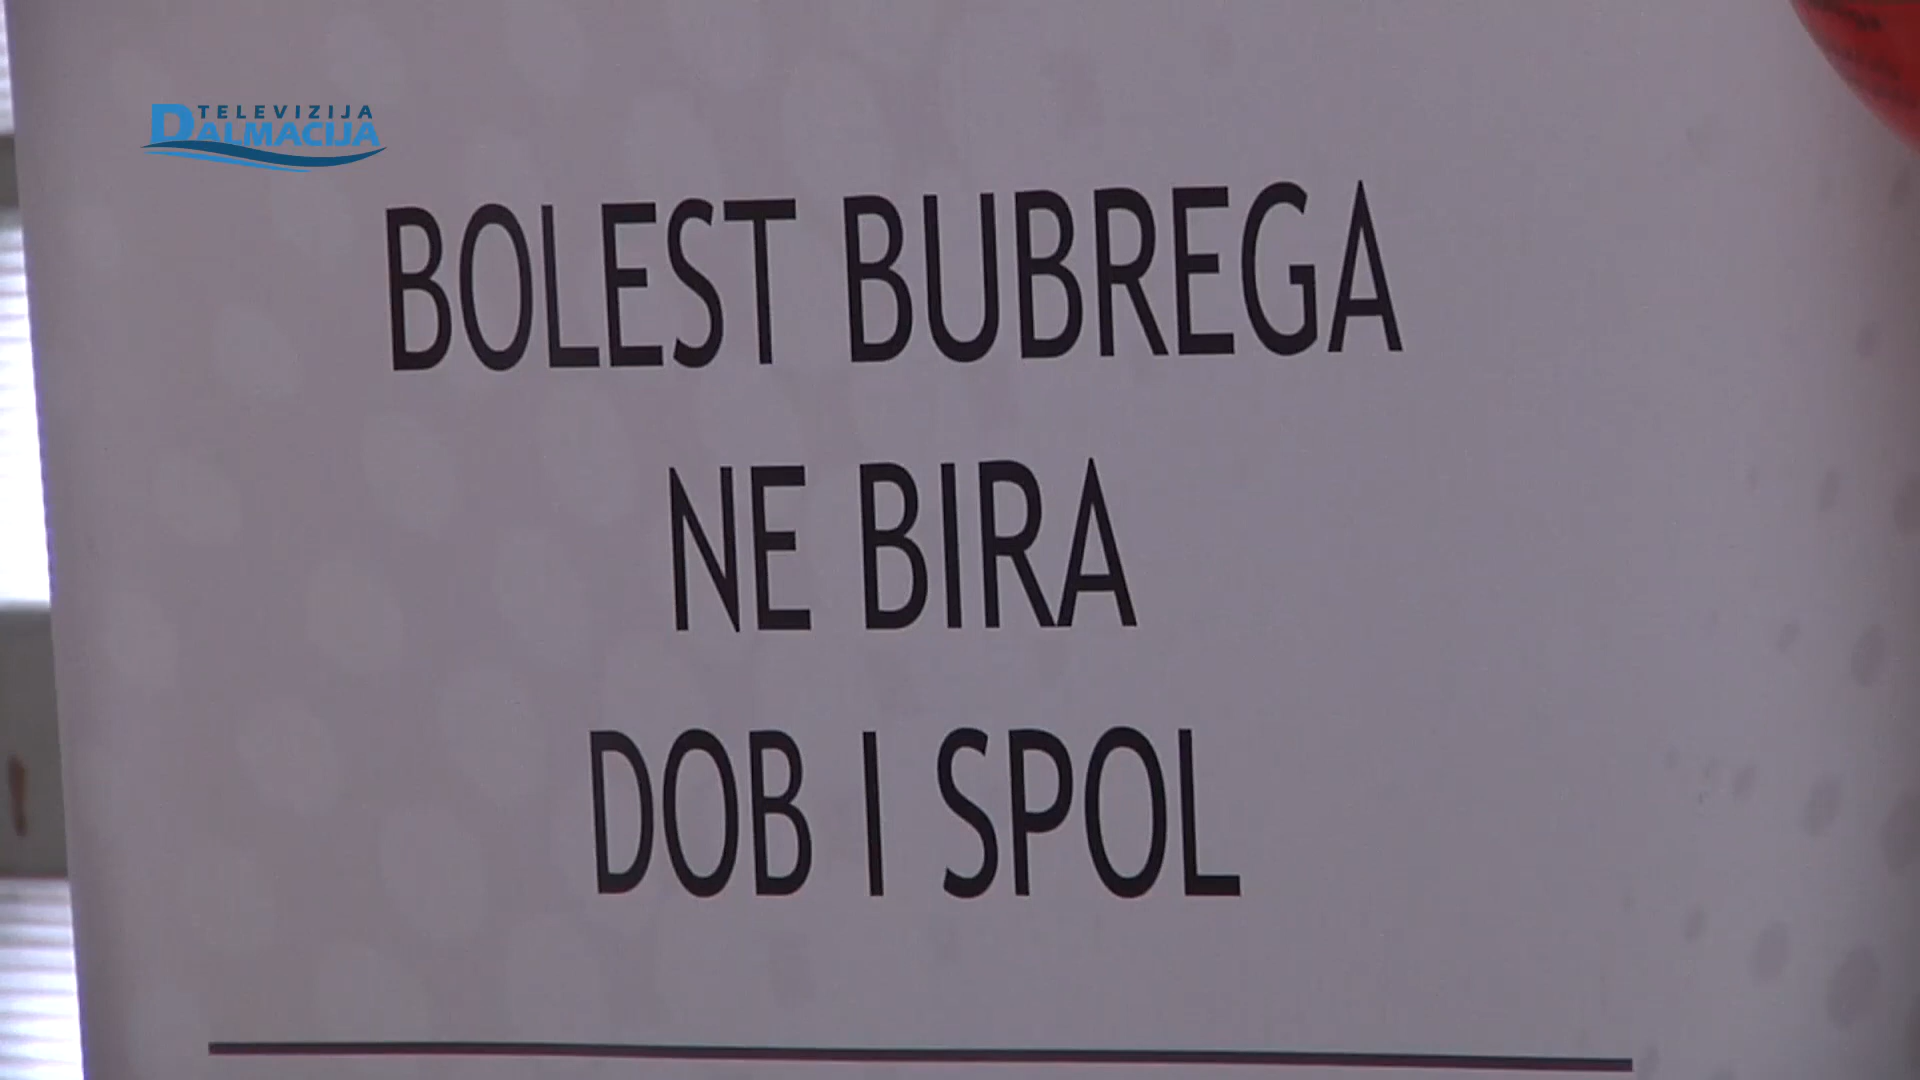 TELEVIZIJA
DALMACIJA
BOLEST BUBREGA
NE BIRA
DOB I SPOL